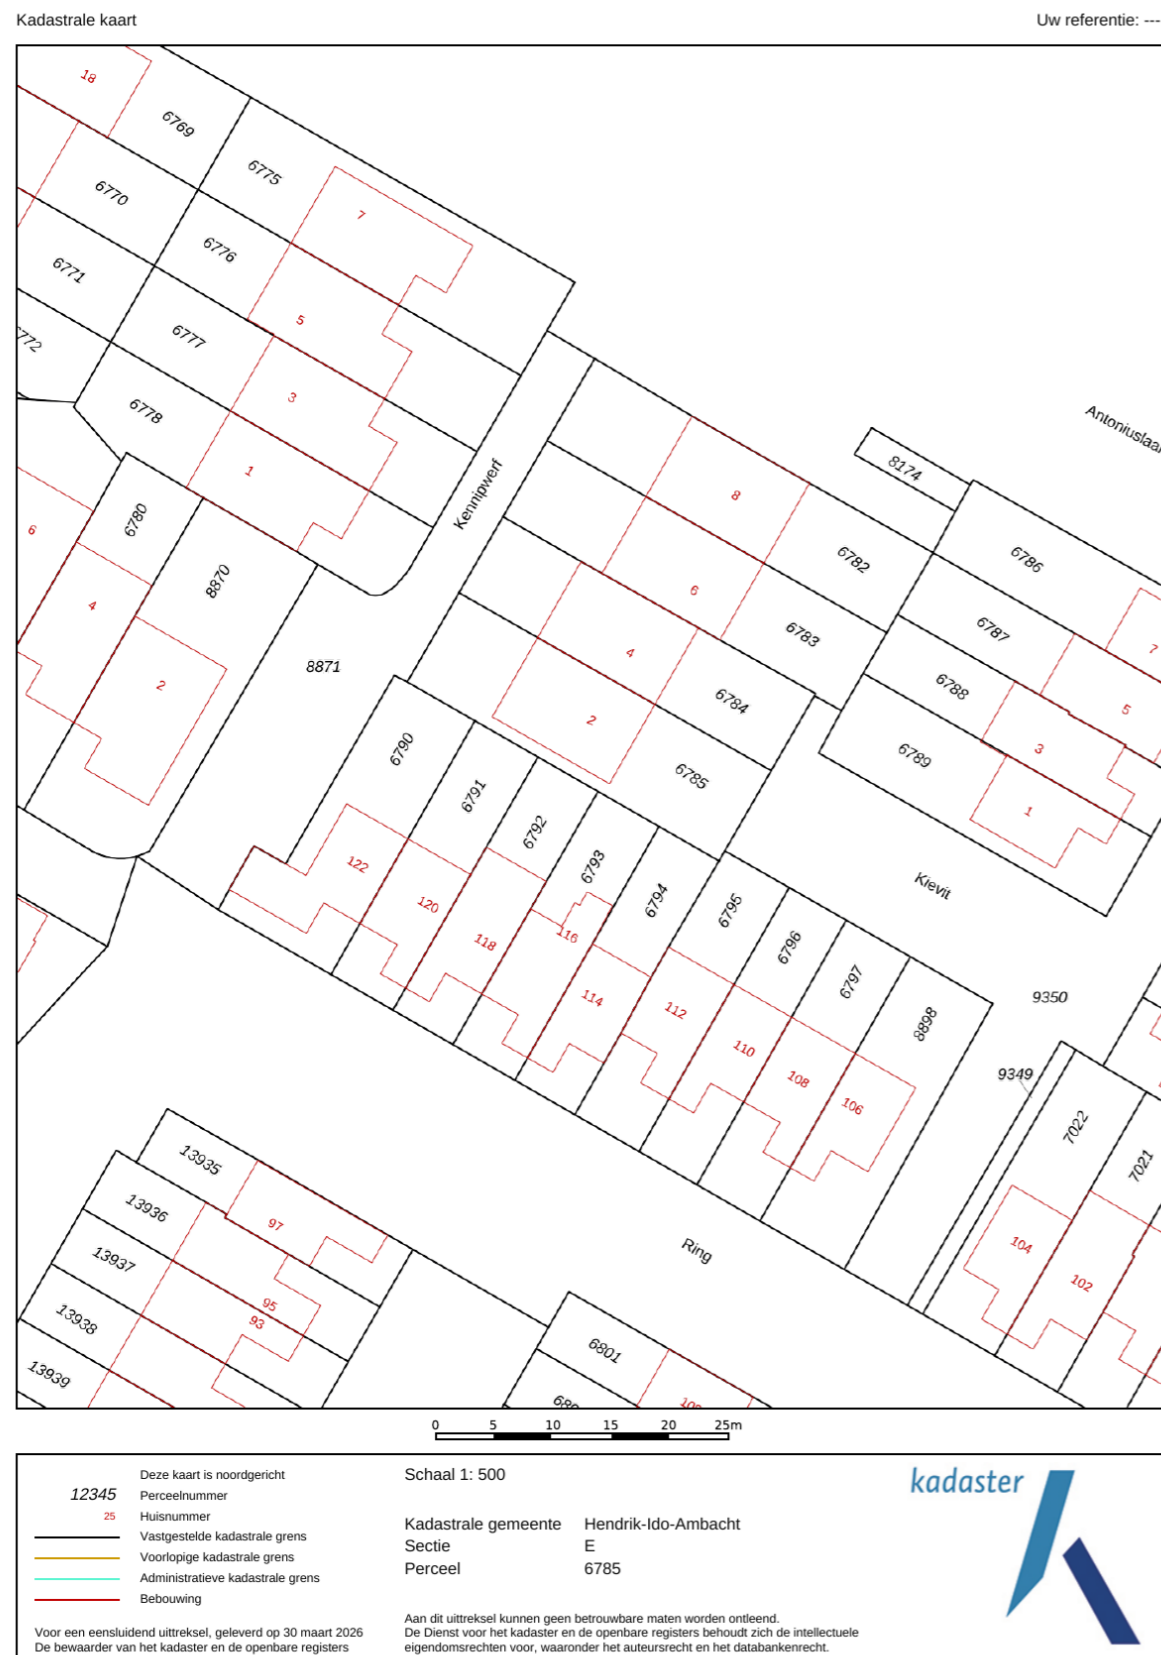 Kadastrale kaart
Uw referentie: ---
18
6769
6775
7
6770
6776
6771
5
6777
3
6778
1
Kennipwerf
Antoniuslaa
8174
8
6782
6786
6780
6
8870
6
6783
6787
7
4
4
6784
6788
5
8871
2
2
6785
6789
3
1
6790
6791
6792
6793
6794
6795
6796
6797
8898
Kievit
9350
9349
122
120
118
116
114
112
110
108
106
7022
7021
13935
13936
97
13937
95
93
13938
13939
Ring
104
102
6801
0 5 10 15 20 25m
Deze kaart is noordgericht
12345 Perceelnummer
25 Huisnummer
Vastgestelde kadastrale grens
Voorlopige kadastrale grens
Administratieve kadastrale grens
Bebouwing
Voor een eensluidend uittreksel, geleverd op 30 maart 2026
De bewaarder van het kadaster en de openbare registers
Schaal 1: 500
Kadastrale gemeente Hendrik-Ido-Ambacht
Sectie E
Perceel 6785
Aan dit uittreksel kunnen geen betrouwbare maten worden ontleend.
De Dienst voor het kadaster en de openbare registers behoudt zich de intellectuele
eigendomsrechten voor, waaronder het auteursrecht en het databankenrecht.
kadaster